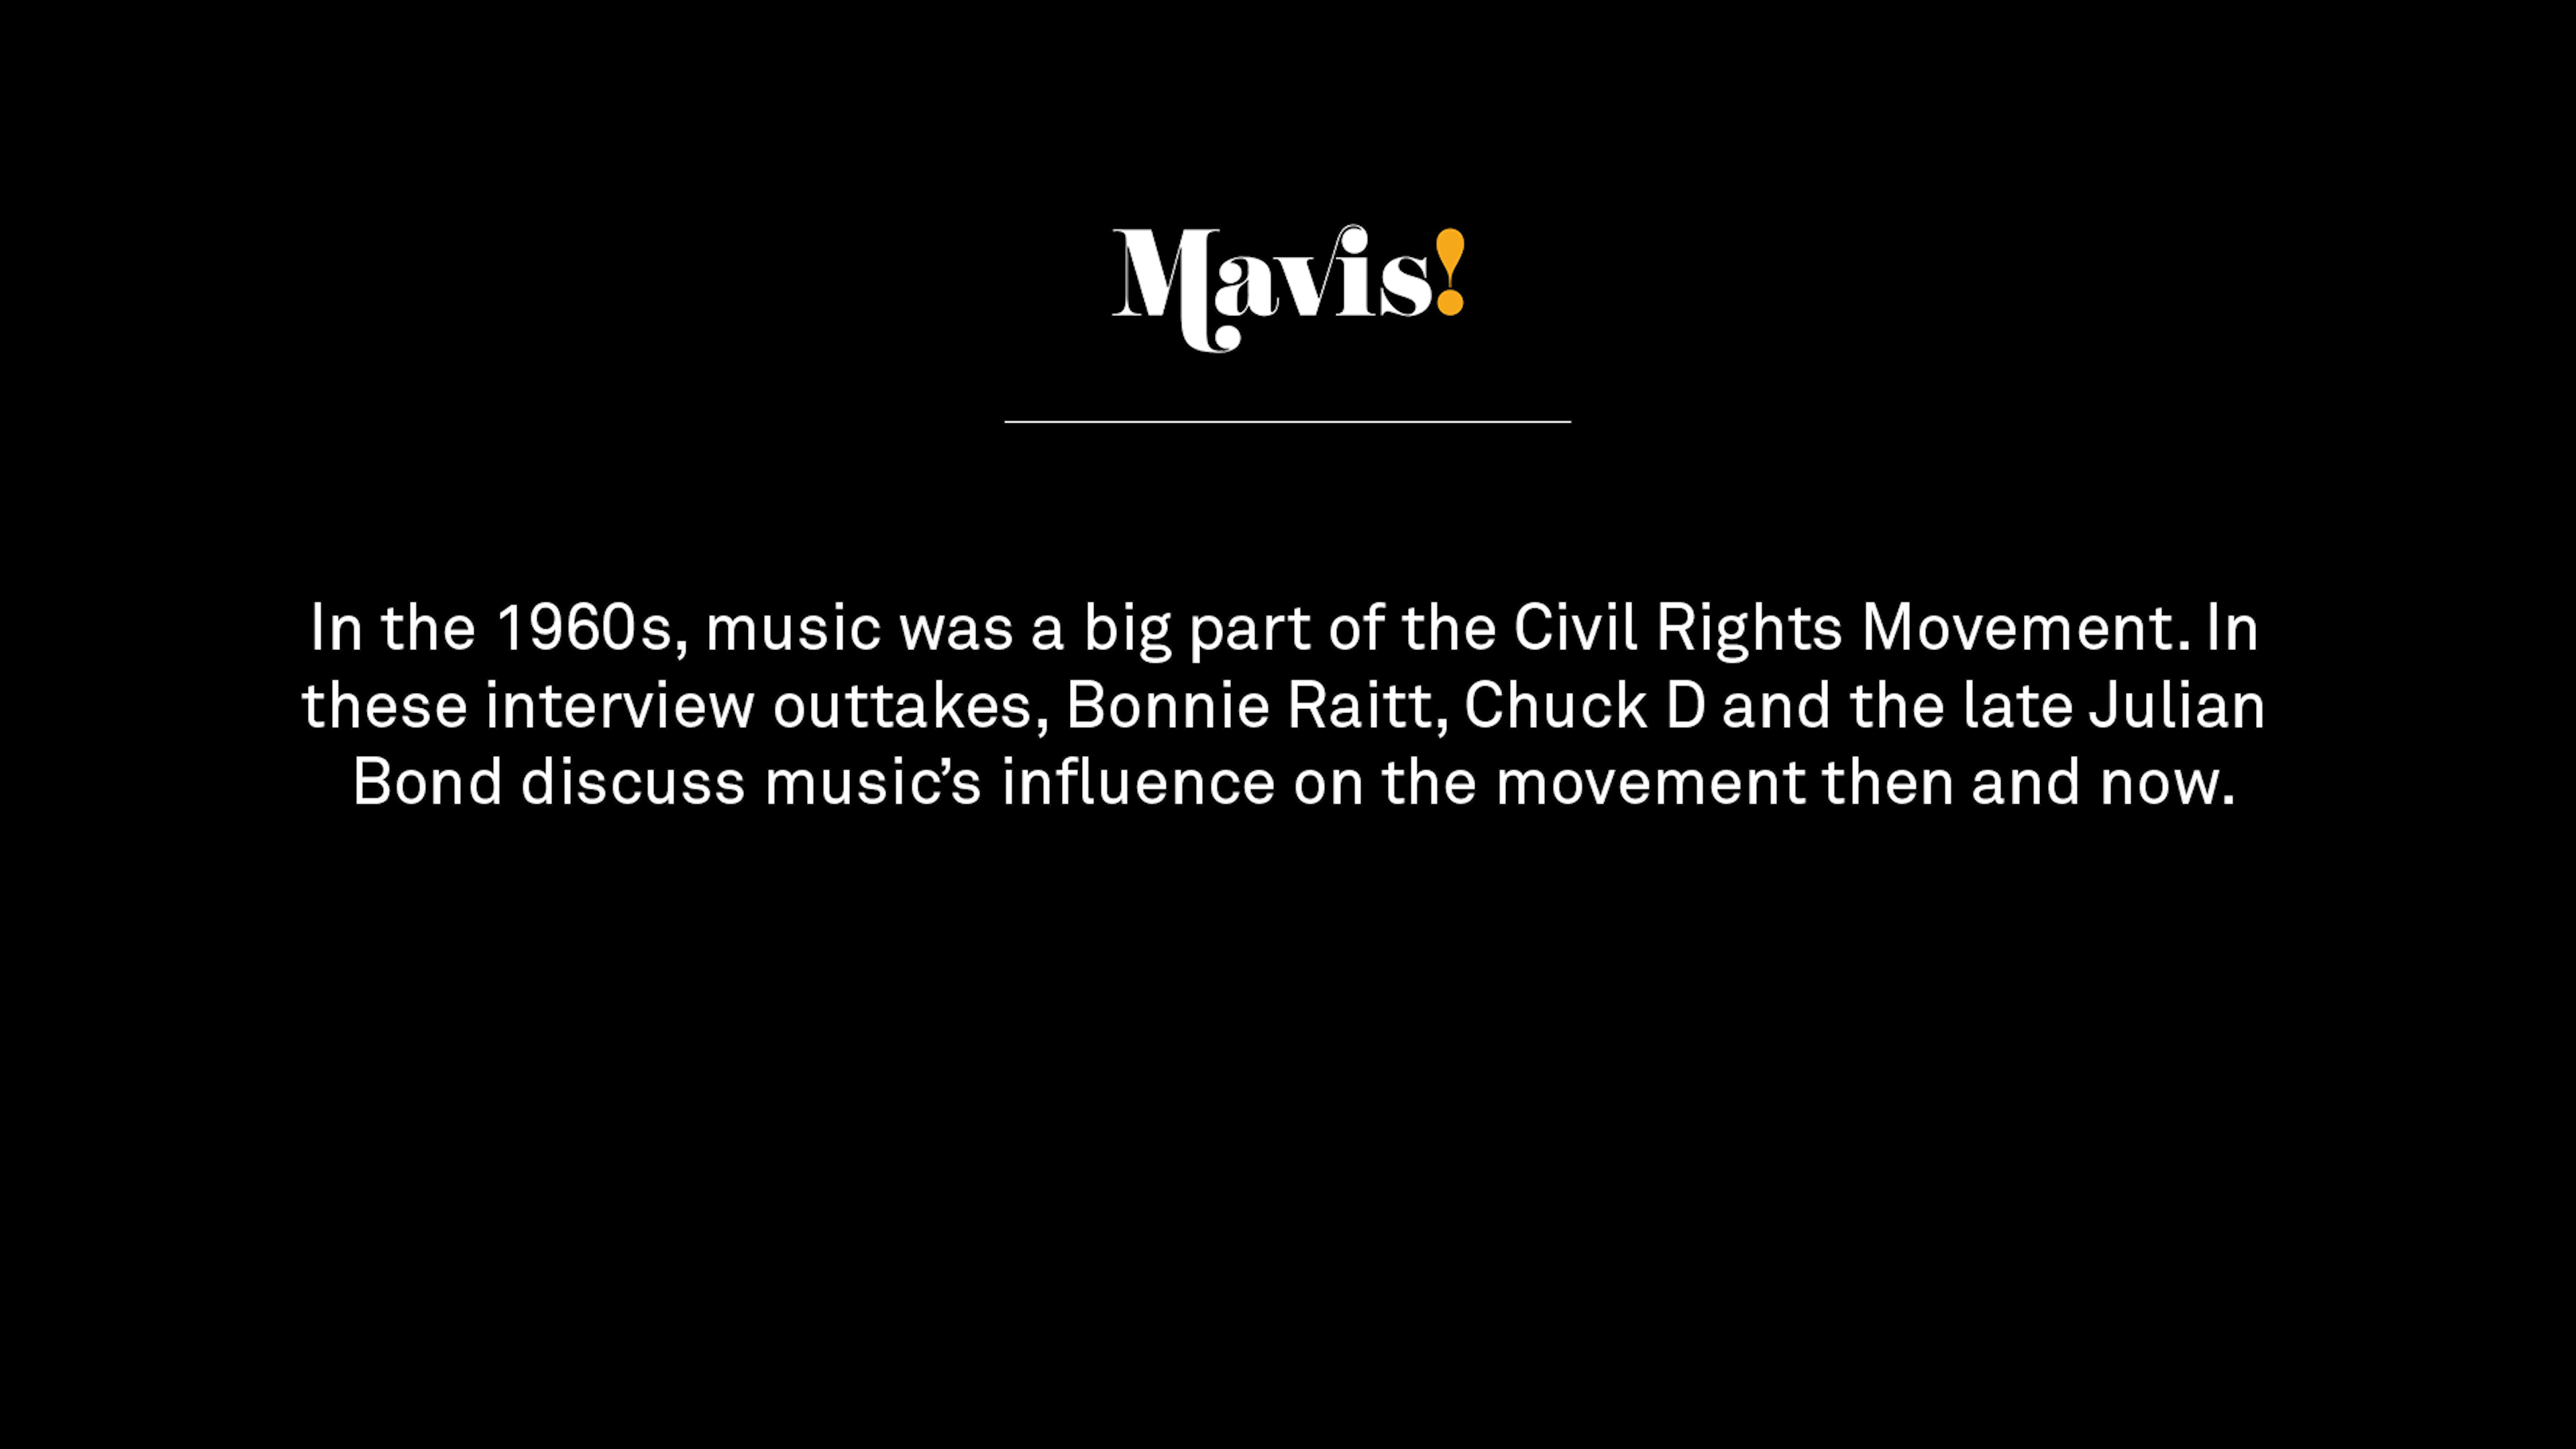 Mavis!
In the 1960s, music was a big part of the Civil Rights Movement. In
these interview outtakes, Bonnie Raitt, Chuck D and the late Julian
Bond discuss music’s influence on the movement then and now.